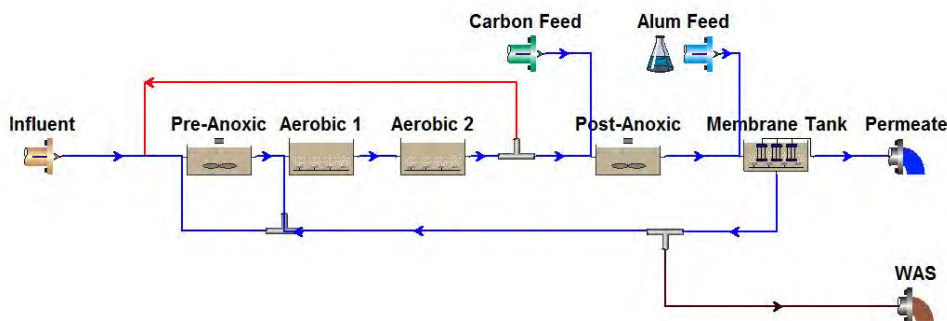 Carbon Feed
Alum Feed
Influent
Pre-Anoxic
Aerobic 1
Aerobic 2
Post-Anoxic
Membrane Tank
Permeate
WAS